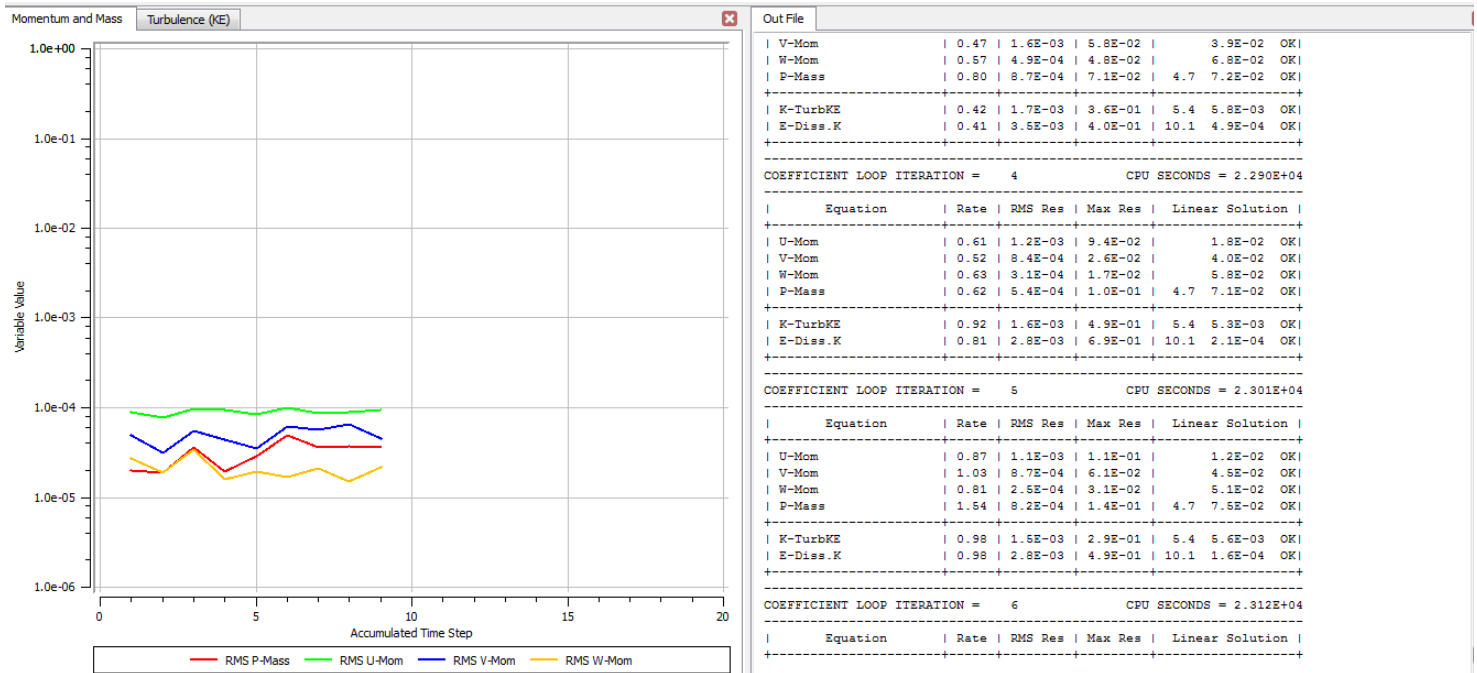 Momentum and Mass
Turbulence (KE)
1.0e+00
1.0e-01
1.0e-02
1.0e-03
1.0e-04
1.0e-05
1.0e-06
Variable Value
0 5 10 15 20
Accumulated Time Step
RMS P-Mass RMS U-Mom RMS V-Mom RMS W-Mom
Out File
| V-Mom | 0.47 | 1.6E-03 | 5.8E-02 | 3.9E-02 OK|
| W-Mom | 0.57 | 4.9E-04 | 4.8E-02 | 6.8E-02 OK|
| P-Mass | 0.80 | 8.7E-04 | 7.1E-02 | 4.7 7.2E-02 OK|
+----------------------+------+---------+---------+------------------+
| K-TurbKE | 0.42 | 1.7E-03 | 3.6E-01 | 5.4 5.8E-03 OK|
| E-Diss.K | 0.41 | 3.5E-03 | 4.0E-01 | 10.1 4.9E-04 OK|
+----------------------+------+---------+---------+------------------+
----------------------------------------------------------------------
COEFFICIENT LOOP ITERATION = 4 CPU SECONDS = 2.290E+04
----------------------------------------------------------------------
| Equation | Rate | RMS Res | Max Res | Linear Solution |
+----------------------+------+---------+---------+------------------+
| U-Mom | 0.61 | 1.2E-03 | 9.4E-02 | 1.8E-02 OK|
| V-Mom | 0.52 | 8.4E-04 | 2.6E-02 | 4.0E-02 OK|
| W-Mom | 0.63 | 3.1E-04 | 1.7E-02 | 5.8E-02 OK|
| P-Mass | 0.62 | 5.4E-04 | 1.0E-01 | 4.7 7.1E-02 OK|
+----------------------+------+---------+---------+------------------+
| K-TurbKE | 0.92 | 1.6E-03 | 4.9E-01 | 5.4 5.3E-03 OK|
| E-Diss.K | 0.81 | 2.8E-03 | 6.9E-01 | 10.1 2.1E-04 OK|
+----------------------+------+---------+---------+------------------+
----------------------------------------------------------------------
COEFFICIENT LOOP ITERATION = 5 CPU SECONDS = 2.301E+04
----------------------------------------------------------------------
| Equation | Rate | RMS Res | Max Res | Linear Solution |
+----------------------+------+---------+---------+------------------+
| U-Mom | 0.87 | 1.1E-03 | 1.1E-01 | 1.2E-02 OK|
| V-Mom | 1.03 | 8.7E-04 | 6.1E-02 | 4.5E-02 OK|
| W-Mom | 0.81 | 2.5E-04 | 3.1E-02 | 5.1E-02 OK|
| P-Mass | 1.54 | 8.2E-04 | 1.4E-01 | 4.7 7.5E-02 OK|
+----------------------+------+---------+---------+------------------+
| K-TurbKE | 0.98 | 1.5E-03 | 2.9E-01 | 5.4 5.6E-03 OK|
| E-Diss.K | 0.98 | 2.8E-03 | 4.9E-01 | 10.1 1.6E-04 OK|
+----------------------+------+---------+---------+------------------+
----------------------------------------------------------------------
COEFFICIENT LOOP ITERATION = 6 CPU SECONDS = 2.312E+04
----------------------------------------------------------------------
| Equation | Rate | RMS Res | Max Res | Linear Solution |
+----------------------+------+---------+---------+------------------+